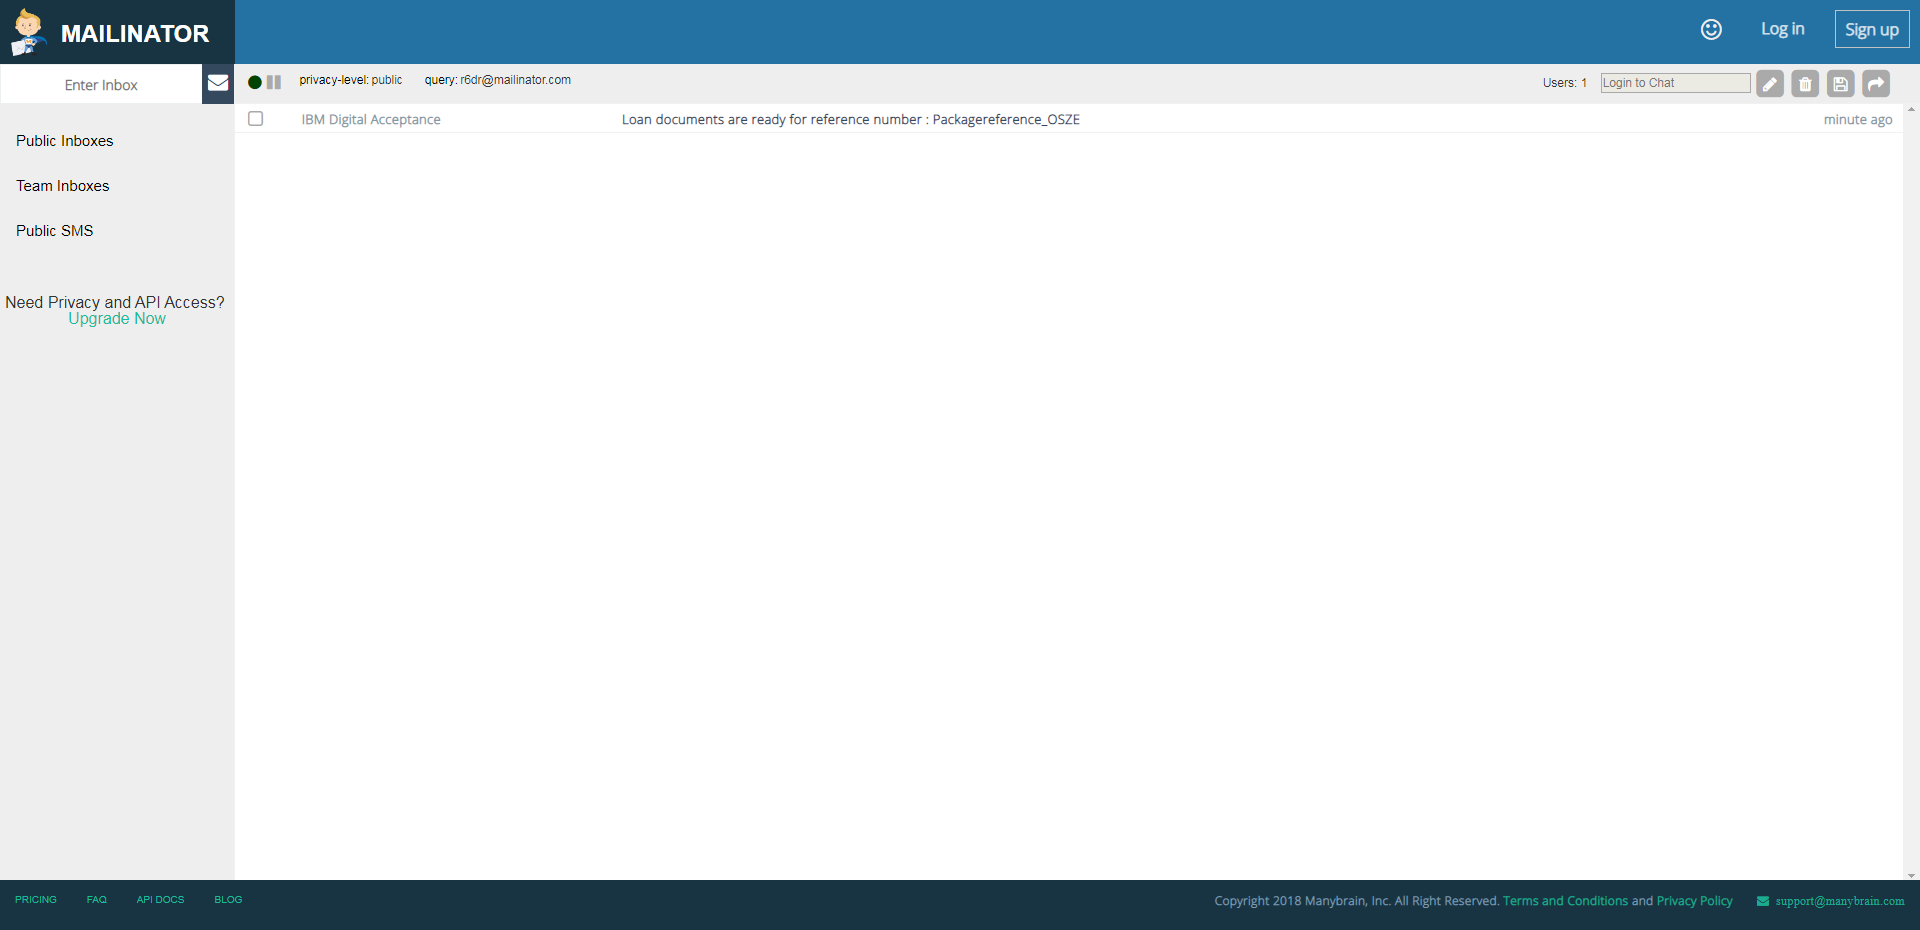 MAILINATOR
Log in
Sign up
Enter Inbox
privacy-level: public
query: r6dr@mailinator.com
Users: 1
Login to Chat
IBM Digital Acceptance
Loan documents are ready for reference number : Packagereference_OSZE
minute ago
Public Inboxes
Team Inboxes
Public SMS
Need Privacy and API Access?
Upgrade Now
PRICING
FAQ
API DOCS
BLOG
Copyright 2018 Manybrain, Inc. All Right Reserved. Terms and Conditions and Privacy Policy
support@manybrain.com